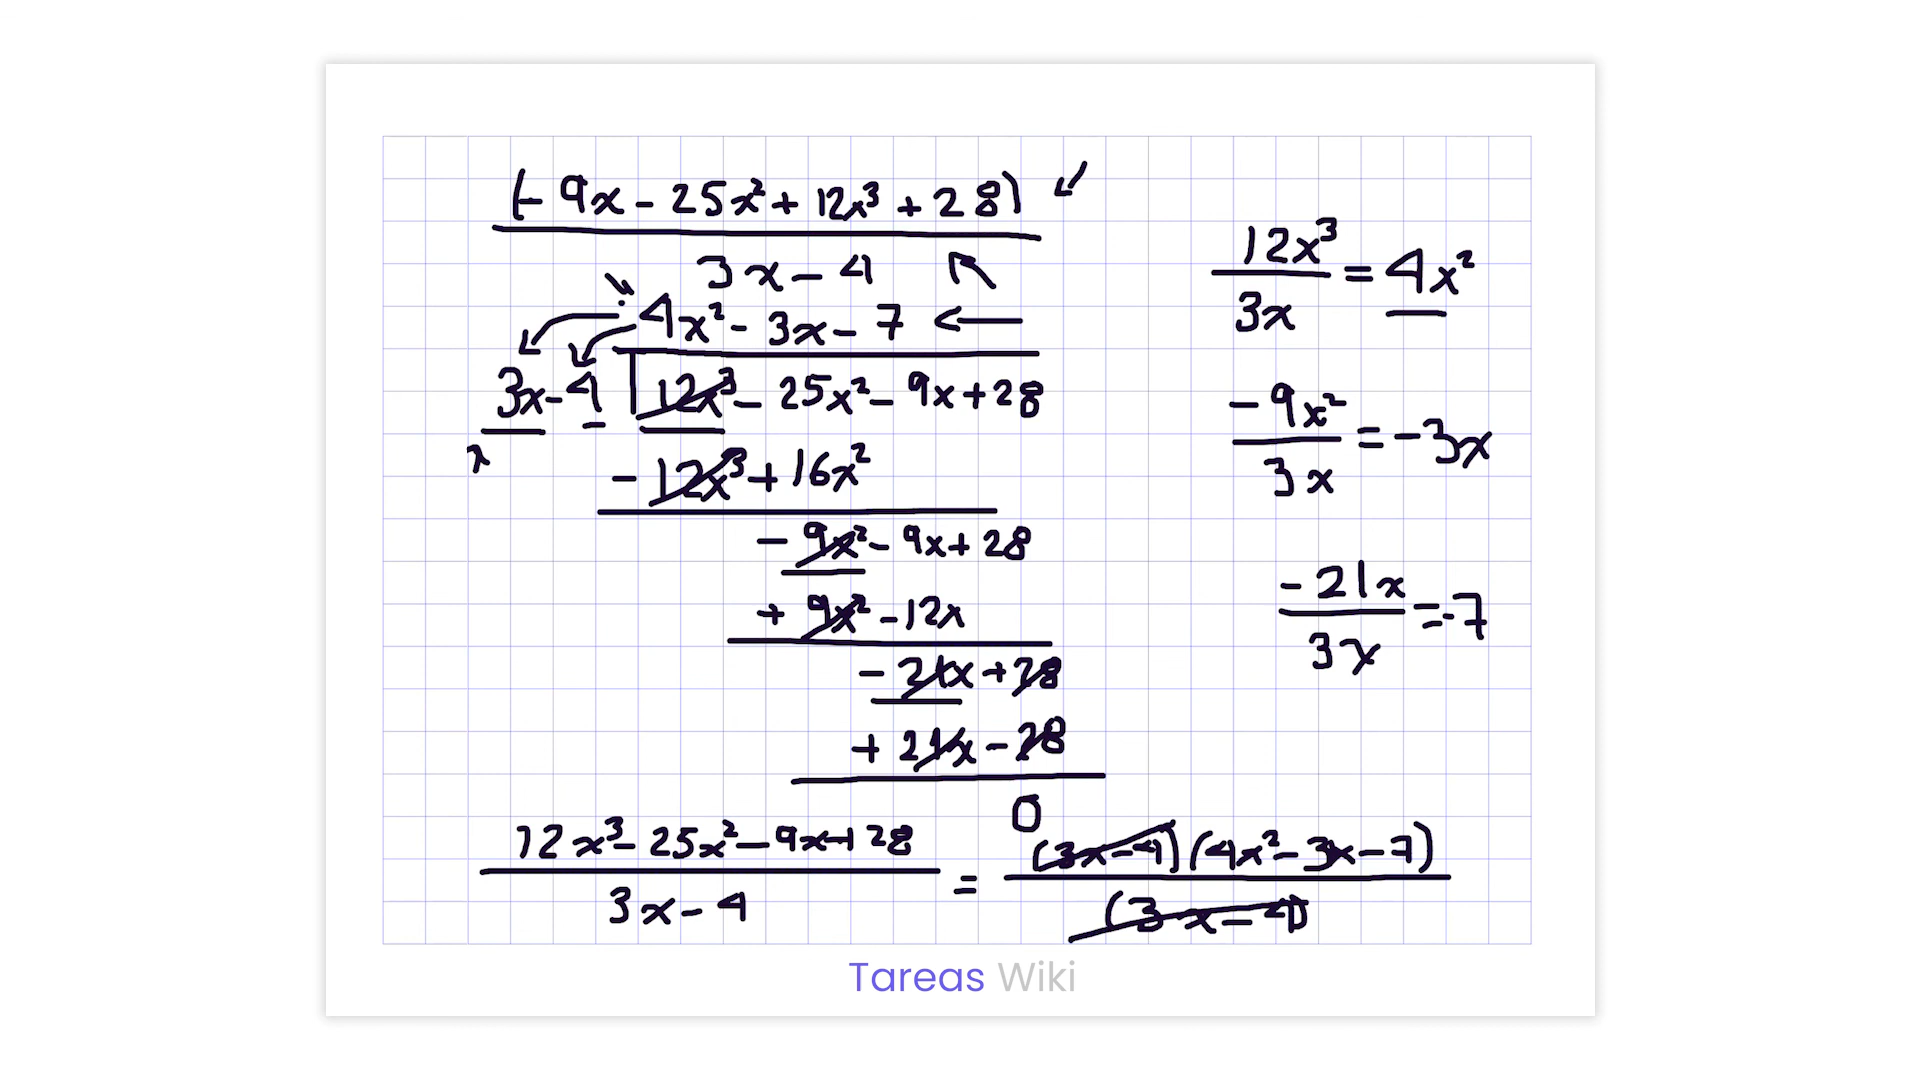 (- 9x - 25x² + 12x³ + 28)
3x - 4
4x² - 3x - 7
3x - 4
12x³ - 25x² - 9x + 28
x
- 12x³ + 16x²
- 9x² - 9x + 28
+ 9x² - 12x
- 21x + 28
+ 21x - 28
0
12x³ - 25x² - 9x + 28
3x - 4
=
(3x - 4)(4x² - 3x - 7)
(3x - 4)
12x³
3x
= 4x²
- 9x²
3x
= - 3x
- 21x
3x
= -7
Tareas Wiki